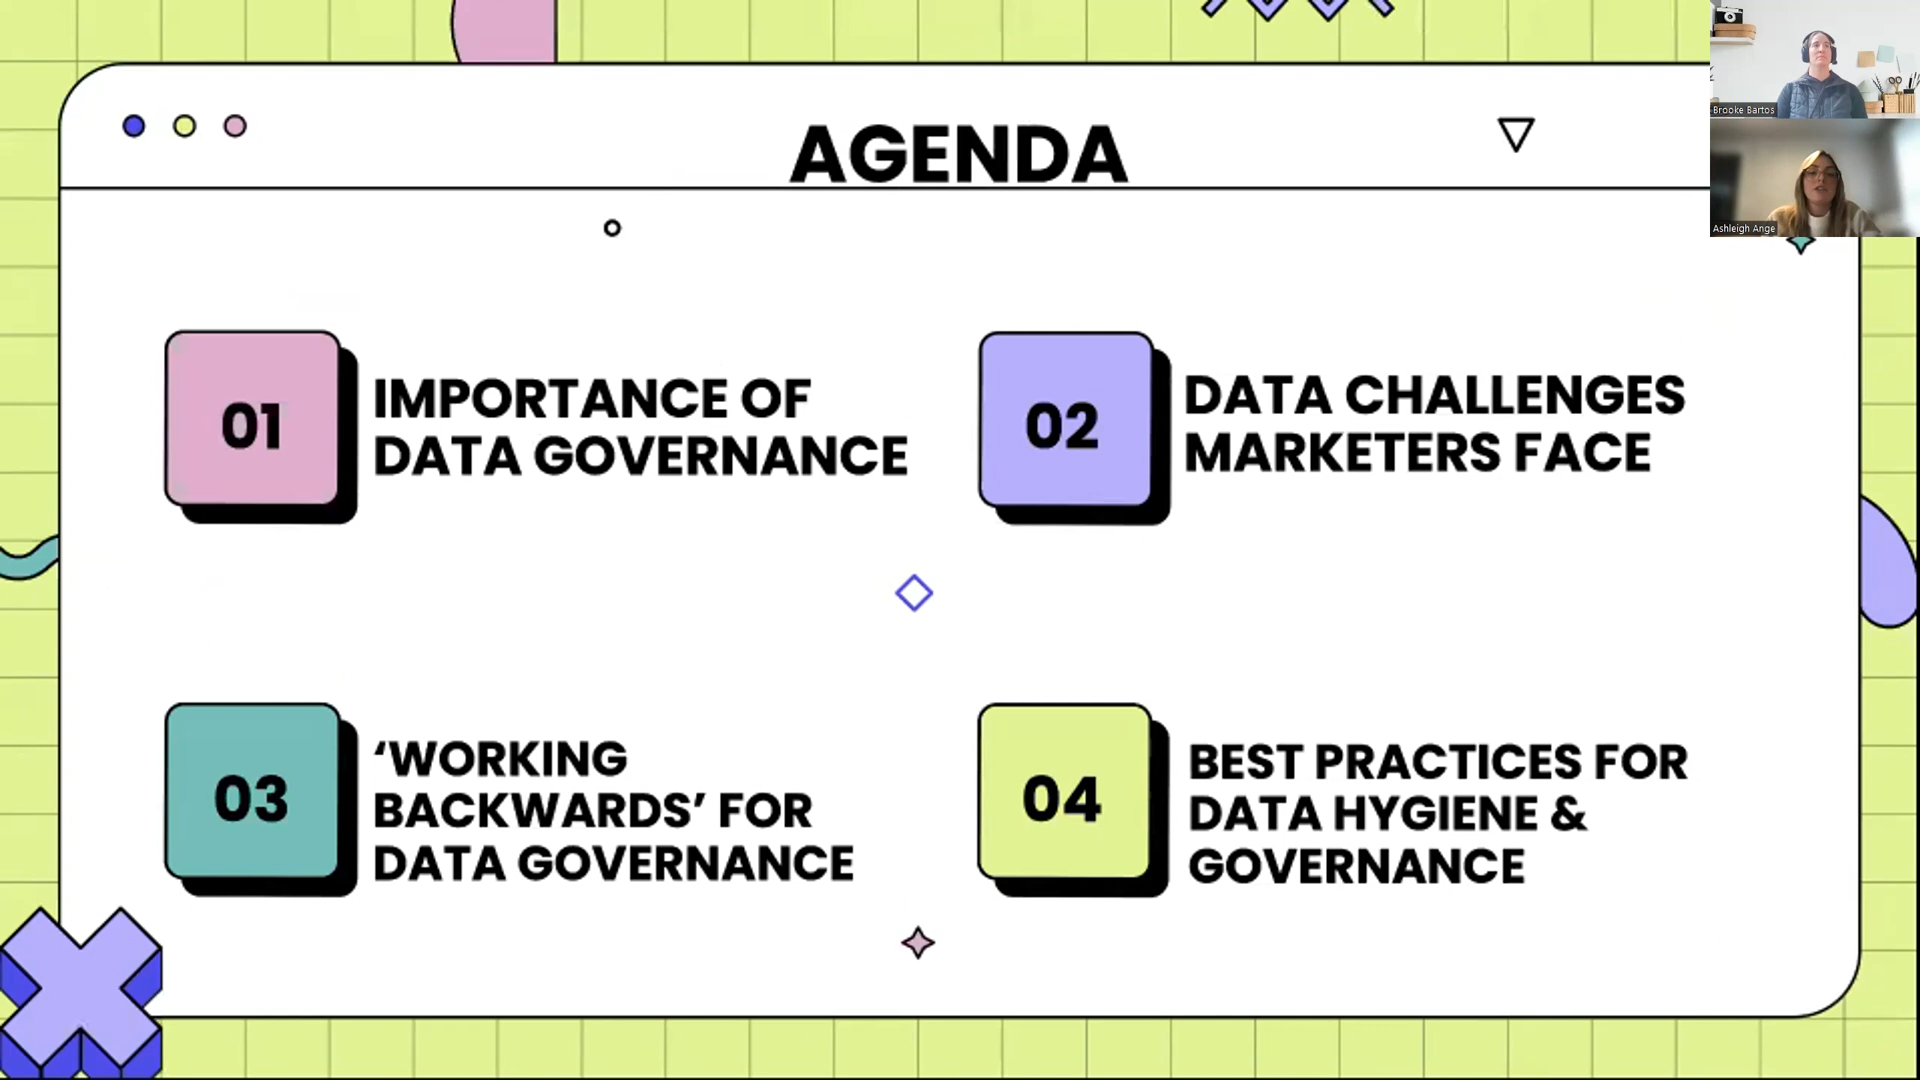 AGENDA
01
IMPORTANCE OF
DATA GOVERNANCE
02
DATA CHALLENGES
MARKETERS FACE
03
‘WORKING
BACKWARDS’ FOR
DATA GOVERNANCE
04
BEST PRACTICES FOR
DATA HYGIENE &
GOVERNANCE
Brooke Bartos
Ashleigh Ange